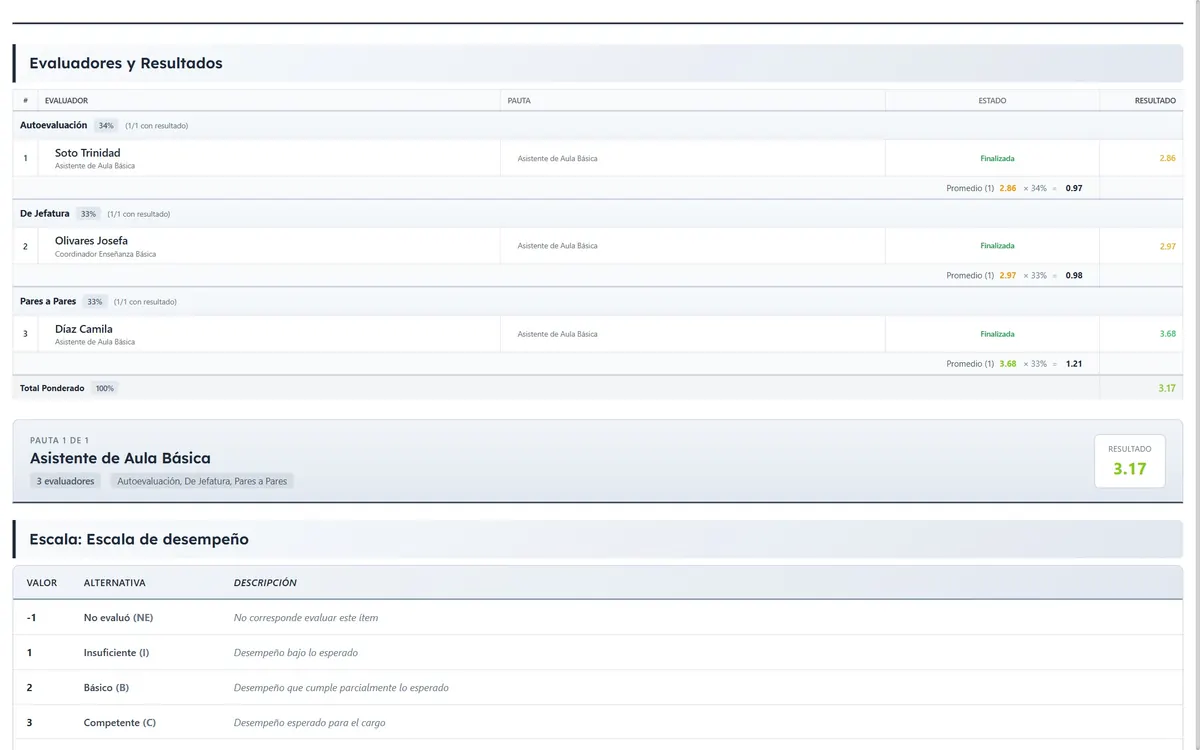 Evaluadores y Resultados
# EVALUADOR PAUTA ESTADO RESULTADO
Autoevaluación 34% (1/1 con resultado)
1 Soto Trinidad Asistente de Aula Básica Finalizada 2.86
Asistente de Aula Básica
Promedio (1) 2.86 × 34% = 0.97
De Jefatura 33% (1/1 con resultado)
2 Olivares Josefa Asistente de Aula Básica Finalizada 2.97
Coordinador Enseñanza Básica
Promedio (1) 2.97 × 33% = 0.98
Pares a Pares 33% (1/1 con resultado)
3 Díaz Camila Asistente de Aula Básica Finalizada 3.68
Asistente de Aula Básica
Promedio (1) 3.68 × 33% = 1.21
Total Ponderado 100% 3.17
PAUTA 1 DE 1
Asistente de Aula Básica
3 evaluadores Autoevaluación, De Jefatura, Pares a Pares
RESULTADO
3.17
Escala: Escala de desempeño
VALOR ALTERNATIVA DESCRIPCIÓN
-1 No evaluó (NE) No corresponde evaluar este ítem
1 Insuficiente (I) Desempeño bajo lo esperado
2 Básico (B) Desempeño que cumple parcialmente lo esperado
3 Competente (C) Desempeño esperado para el cargo